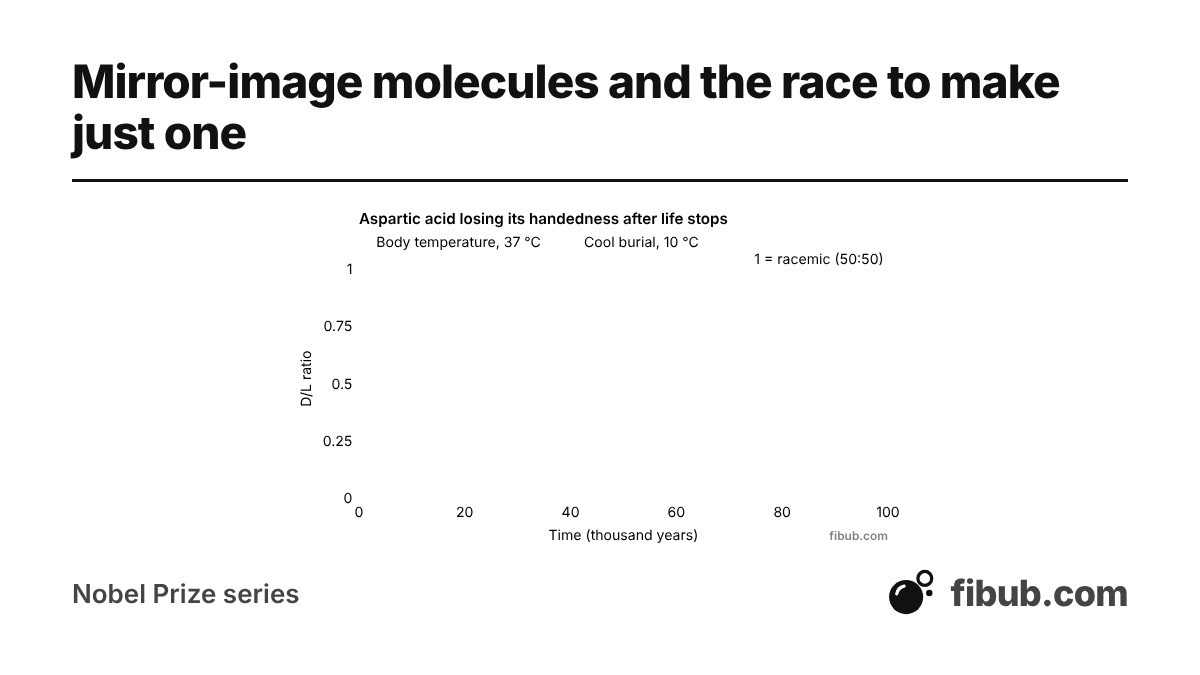 Mirror-image molecules and the race to make
just one
Aspartic acid losing its handedness after life stops
Body temperature, 37 °C
Cool burial, 10 °C
1 = racemic (50:50)
1
0.75
0.5
0.25
0
D/L ratio
0
20
40
60
80
100
Time (thousand years)
fibub.com
Nobel Prize series
fibub.com